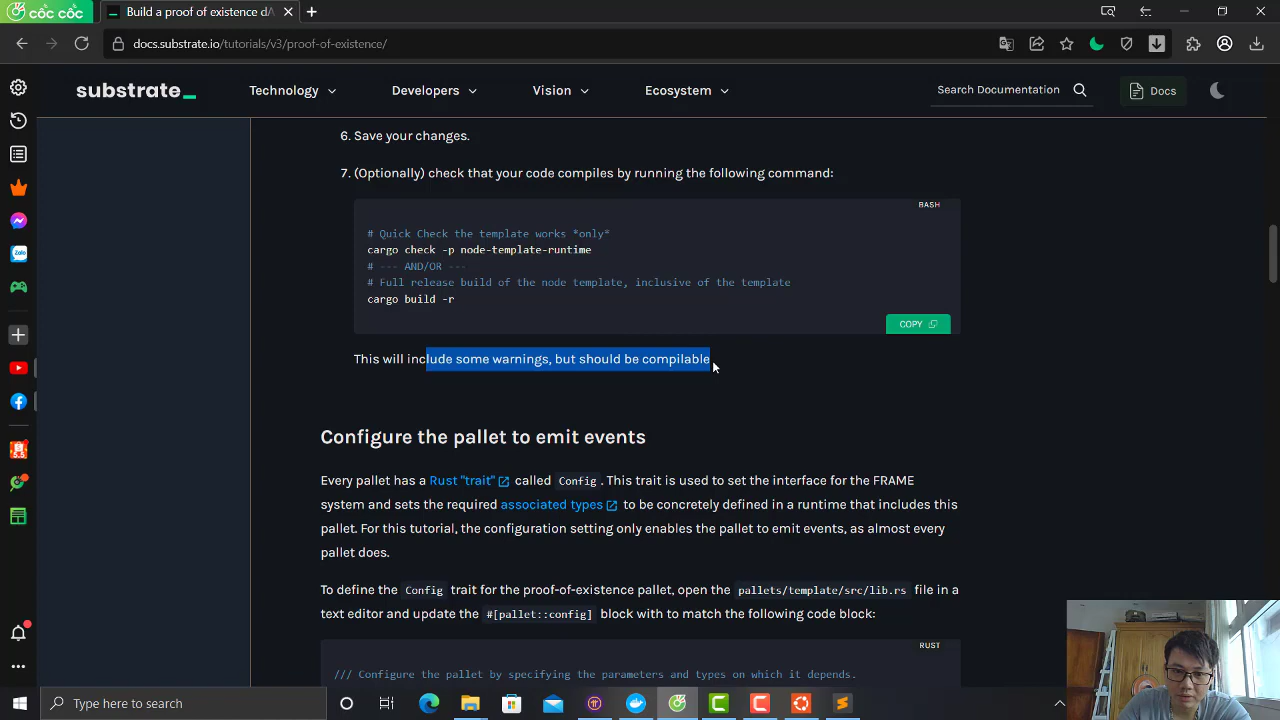 cốc cốc
Build a proof of existence dA
docs.substrate.io/tutorials/v3/proof-of-existence/
substrate_
Technology
Developers
Vision
Ecosystem
Search Documentation
Docs
6. Save your changes.
7. (Optionally) check that your code compiles by running the following command:
BASH
# Quick Check the template works *only*
cargo check -p node-template-runtime
# --- AND/OR ---
# Full release build of the node template, inclusive of the template
cargo build -r
COPY
This will include some warnings, but should be compilable
Configure the pallet to emit events
Every pallet has a Rust "trait" called Config. This trait is used to set the interface for the FRAME
system and sets the required associated types to be concretely defined in a runtime that includes this
pallet. For this tutorial, the configuration setting only enables the pallet to emit events, as almost every
pallet does.
To define the Config trait for the proof-of-existence pallet, open the pallets/template/src/lib.rs file in a
text editor and update the #[pallet::config] block with to match the following code block:
RUST
/// Configure the pallet by specifying the parameters and types on which it depends.
Zalo
5.5
Type here to search